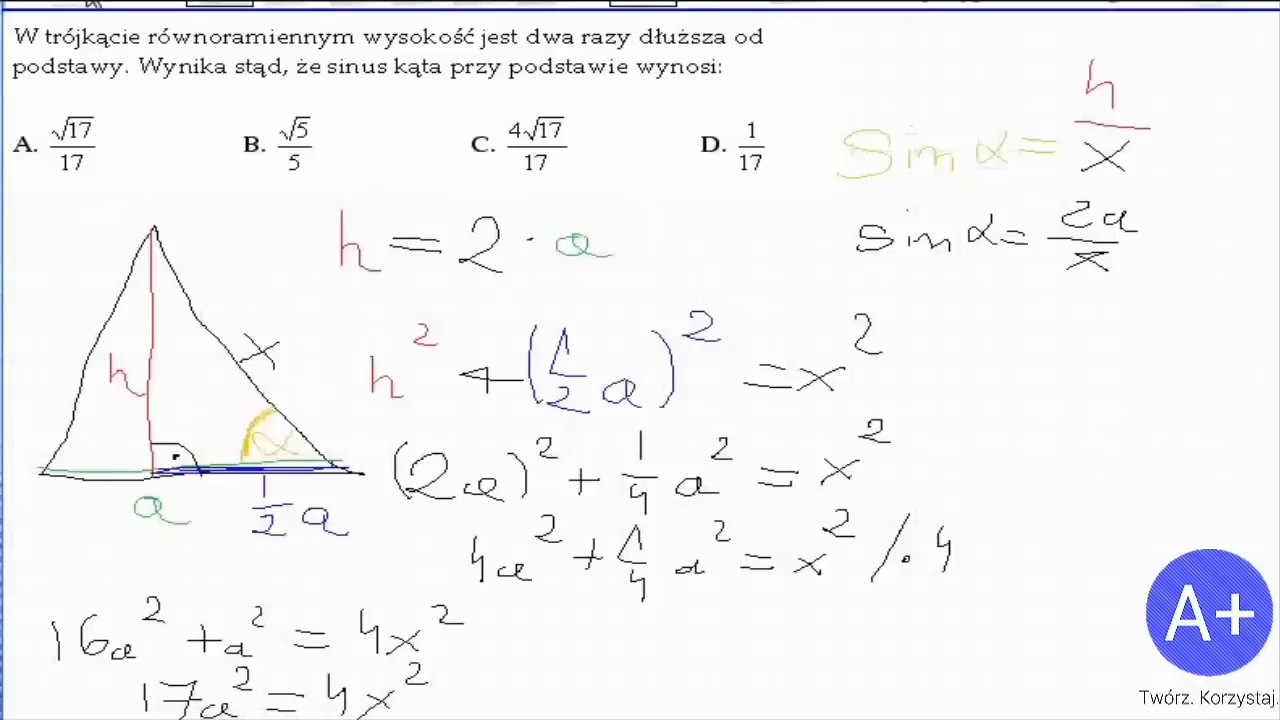 W trójkącie równoramiennym wysokość jest dwa razy dłuższa od
podstawy. Wynika stąd, że sinus kąta przy podstawie wynosi:
A. √17/17 B. √5/5 C. 4√17/17 D. 1/17
sin α = h/x
sin α = 2a/x
h = 2 · a
h² + (1/2 a)² = x²
(2a)² + 1/4 a² = x²
4a² + 1/4 a² = x² / · 4
16a² + a² = 4x²
17a² = 4x²
h
x
α
a
1/2 a
A+
Twórz. Korzystaj.